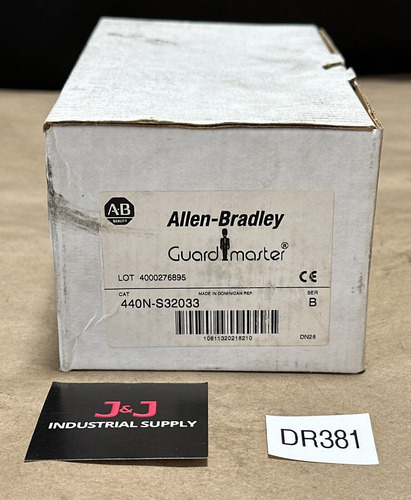 A-B
QUALITY
Allen-Bradley
Guardmaster®
LOT 4000276895
CE
CAT MADE IN DOMINICAN REP. SER
440N-S32033 B
10611320218210 DN28
J&J
INDUSTRIAL SUPPLY
DR381